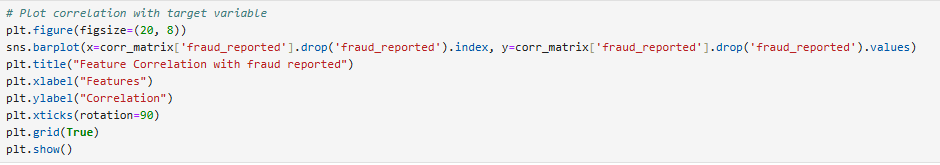 # Plot correlation with target variable
plt.figure(figsize=(20, 8))
sns.barplot(x=corr_matrix['fraud_reported'].drop('fraud_reported').index, y=corr_matrix['fraud_reported'].drop('fraud_reported').values)
plt.title("Feature Correlation with fraud reported")
plt.xlabel("Features")
plt.ylabel("Correlation")
plt.xticks(rotation=90)
plt.grid(True)
plt.show()